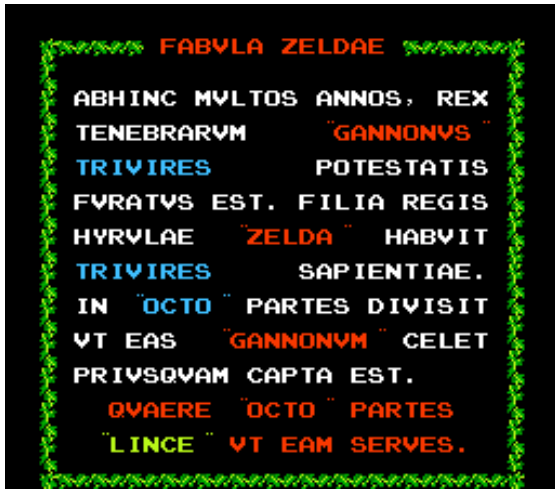 FABVLA ZELDAE
ABHINC MVLTOS ANNOS, REX
TENEBRARVM "GANNONVS"
TRIVIRES POTESTATIS
FVRATVS EST. FILIA REGIS
HYRVLAE "ZELDA" HABVIT
TRIVIRES SAPIENTIAE.
IN "OCTO" PARTES DIVISIT
VT EAS "GANNONVM" CELET
PRIVSQVAM CAPTA EST.
QVAERE "OCTO" PARTES
"LINCE" VT EAM SERVES.